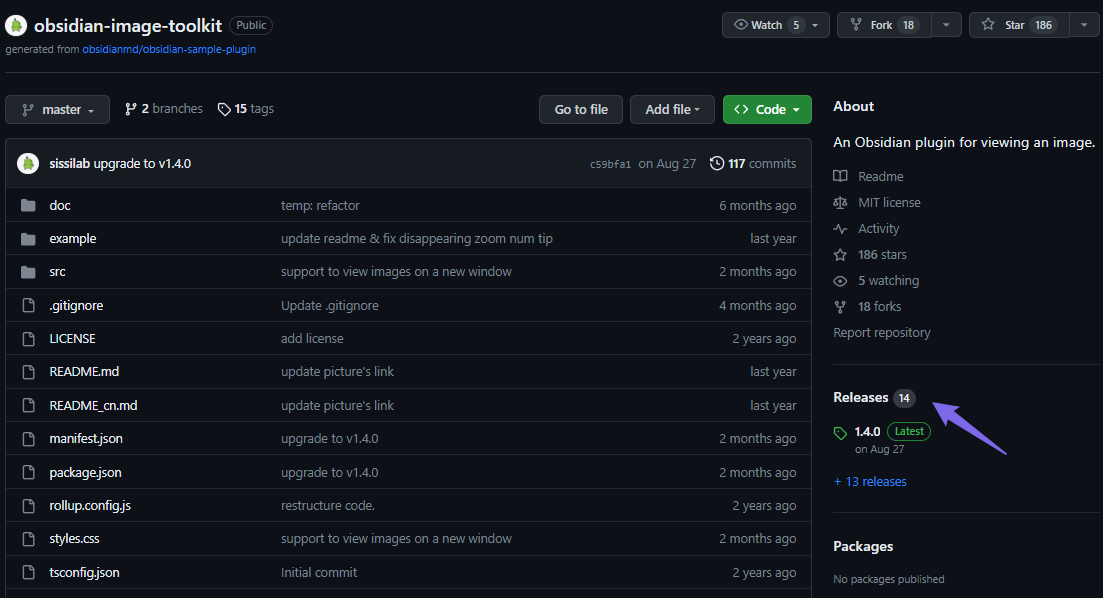 obsidian-image-toolkit Public
Watch 5
Fork 18
Star 186
generated from obsidianmd/obsidian-sample-plugin
master
2 branches
15 tags
Go to file
Add file
Code
sissilab upgrade to v1.4.0 c59bfa1 on Aug 27 117 commits
doc temp: refactor 6 months ago
example update readme & fix disappearing zoom num tip last year
src support to view images on a new window 2 months ago
.gitignore Update .gitignore 4 months ago
LICENSE add license 2 years ago
README.md update picture's link last year
README_cn.md update picture's link last year
manifest.json upgrade to v1.4.0 2 months ago
package.json upgrade to v1.4.0 2 months ago
rollup.config.js restructure code. 2 years ago
styles.css support to view images on a new window 2 months ago
tsconfig.json Initial commit 2 years ago
About
An Obsidian plugin for viewing an image.
Readme
MIT license
Activity
186 stars
5 watching
18 forks
Report repository
Releases 14
1.4.0 Latest
on Aug 27
+ 13 releases
Packages
No packages published